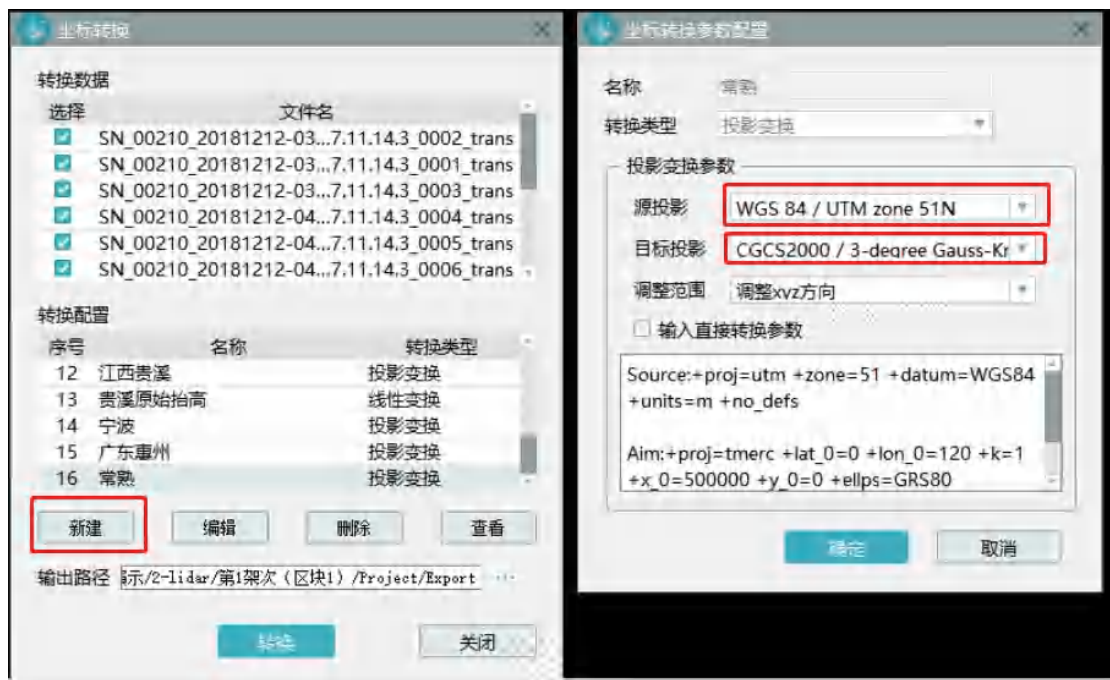 坐标转换
转换数据
选择 文件名
SN_00210_20181212-03...7.11.14.3_0002_trans
SN_00210_20181212-03...7.11.14.3_0001_trans
SN_00210_20181212-03...7.11.14.3_0003_trans
SN_00210_20181212-04...7.11.14.3_0004_trans
SN_00210_20181212-04...7.11.14.3_0005_trans
SN_00210_20181212-04...7.11.14.3_0006_trans
转换配置
序号 名称 转换类型
12 江西贵溪 投影变换
13 贵溪原始抬高 线性变换
14 宁波 投影变换
15 广东惠州 投影变换
16 常熟 投影变换
新建 编辑 删除 查看
输出路径 示/2-lidar/第1架次（区块1）/Project/Export ...
转换 关闭
坐标转换参数配置
名称 常熟
转换类型 投影变换
投影变换参数
源投影 WGS 84 / UTM zone 51N
目标投影 CGCS2000 / 3-degree Gauss-Kr
调整范围 调整xyz方向
输入直接转换参数
Source:+proj=utm +zone=51 +datum=WGS84
+units=m +no_defs
Aim:+proj=tmerc +lat_0=0 +lon_0=120 +k=1
+x_0=500000 +y_0=0 +ellps=GRS80
确定 取消